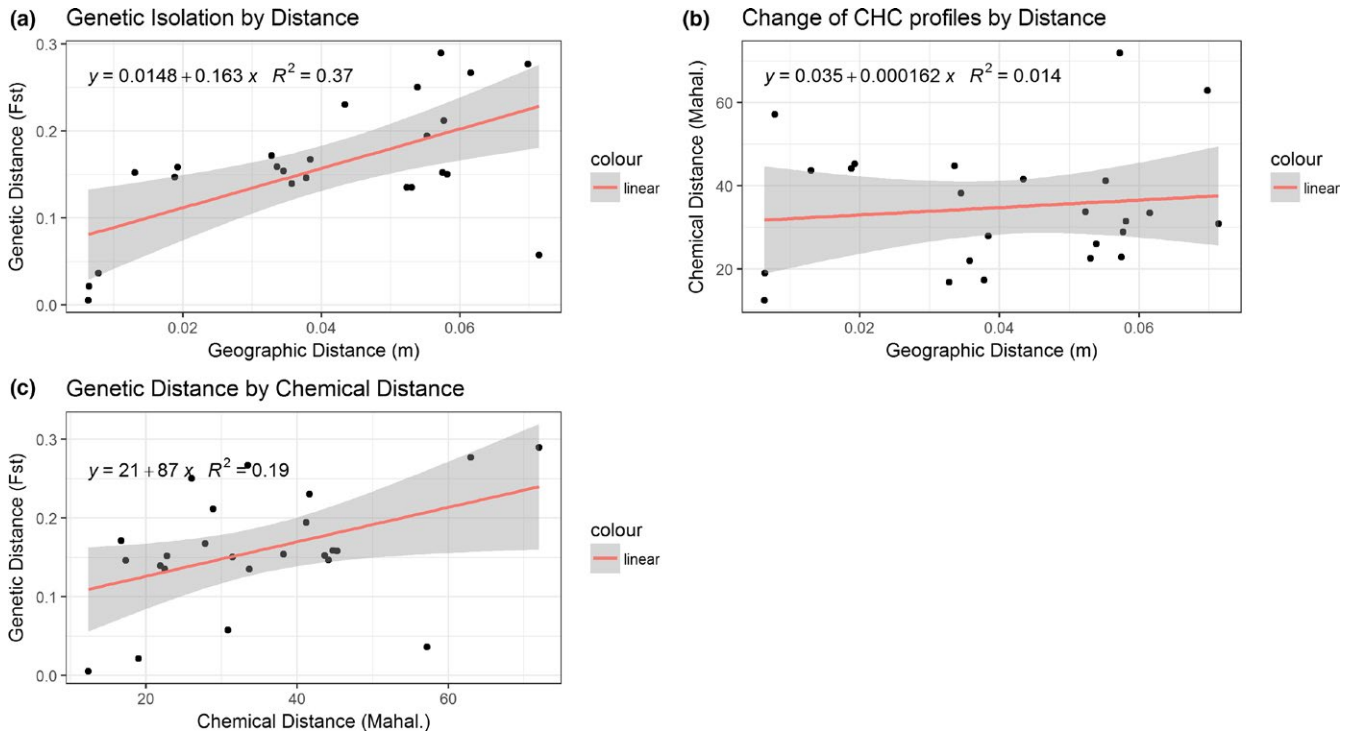 (a) Genetic Isolation by Distance
y = 0.0148 + 0.163 x R² = 0.37
0.3
0.2
0.1
0.0
Genetic Distance (Fst)
0.02 0.04 0.06
Geographic Distance (m)
colour
linear
(b) Change of CHC profiles by Distance
y = 0.035 + 0.000162 x R² = 0.014
60
40
20
Chemical Distance (Mahal.)
0.02 0.04 0.06
Geographic Distance (m)
colour
linear
(c) Genetic Distance by Chemical Distance
y = 21 + 87 x R² = 0.19
0.3
0.2
0.1
0.0
Genetic Distance (Fst)
20 40 60
Chemical Distance (Mahal.)
colour
linear